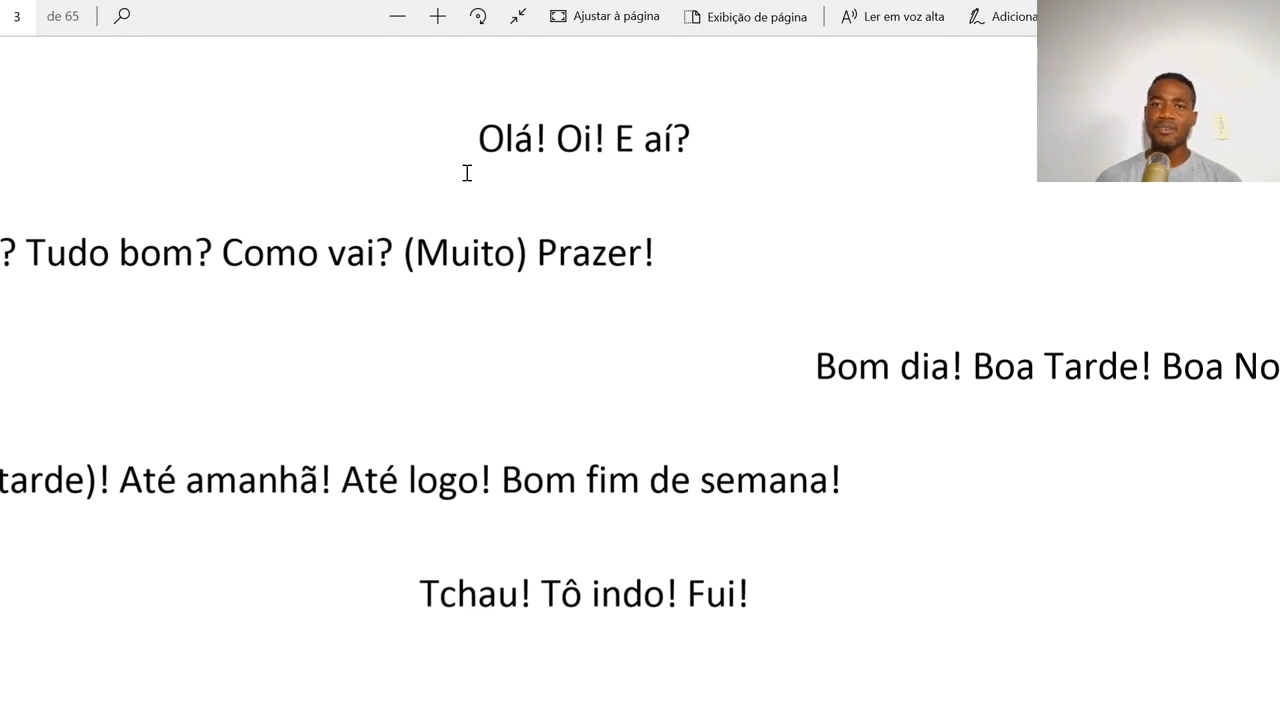 3 de 65 Ajustar à página Exibição de página Ler em voz alta
Olá! Oi! E aí?
? Tudo bom? Como vai? (Muito) Prazer!
Bom dia! Boa Tarde! Boa
tarde)! Até amanhã! Até logo! Bom fim de semana!
Tchau! Tô indo! Fui!